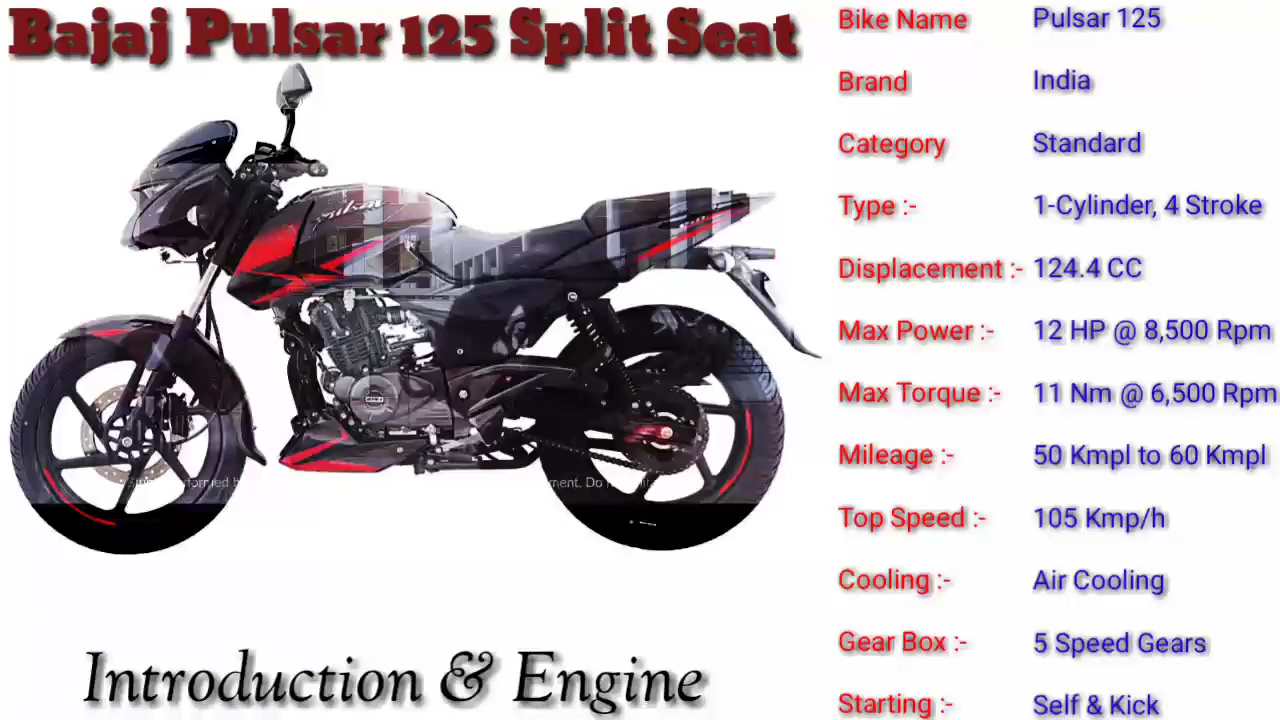 Bajaj Pulsar 125 Split Seat
Bike Name Pulsar 125
Brand India
Category Standard
Type :- 1-Cylinder, 4 Stroke
Displacement :- 124.4 CC
Max Power :- 12 HP @ 8,500 Rpm
Max Torque :- 11 Nm @ 6,500 Rpm
Mileage :- 50 Kmpl to 60 Kmpl
Top Speed :- 105 Kmp/h
Cooling :- Air Cooling
Gear Box :- 5 Speed Gears
Starting :- Self & Kick
Introduction & Engine